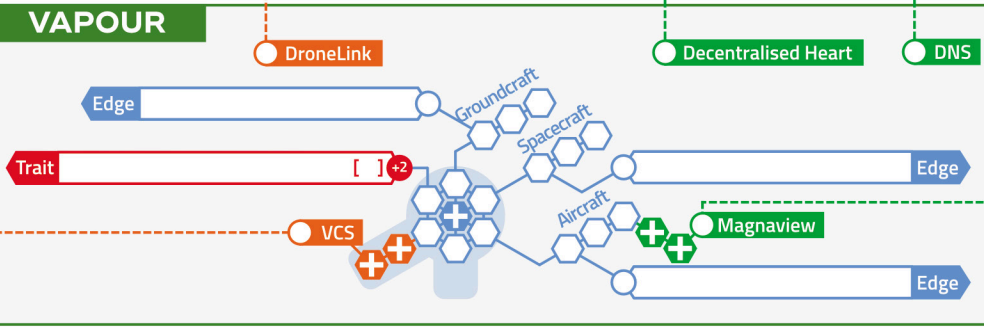 VAPOUR
DroneLink
Decentralised Heart
DNS
Edge
Groundcraft
Spacecraft
Trait [ ] +2
Edge
Aircraft
VCS
Magnaview
Edge